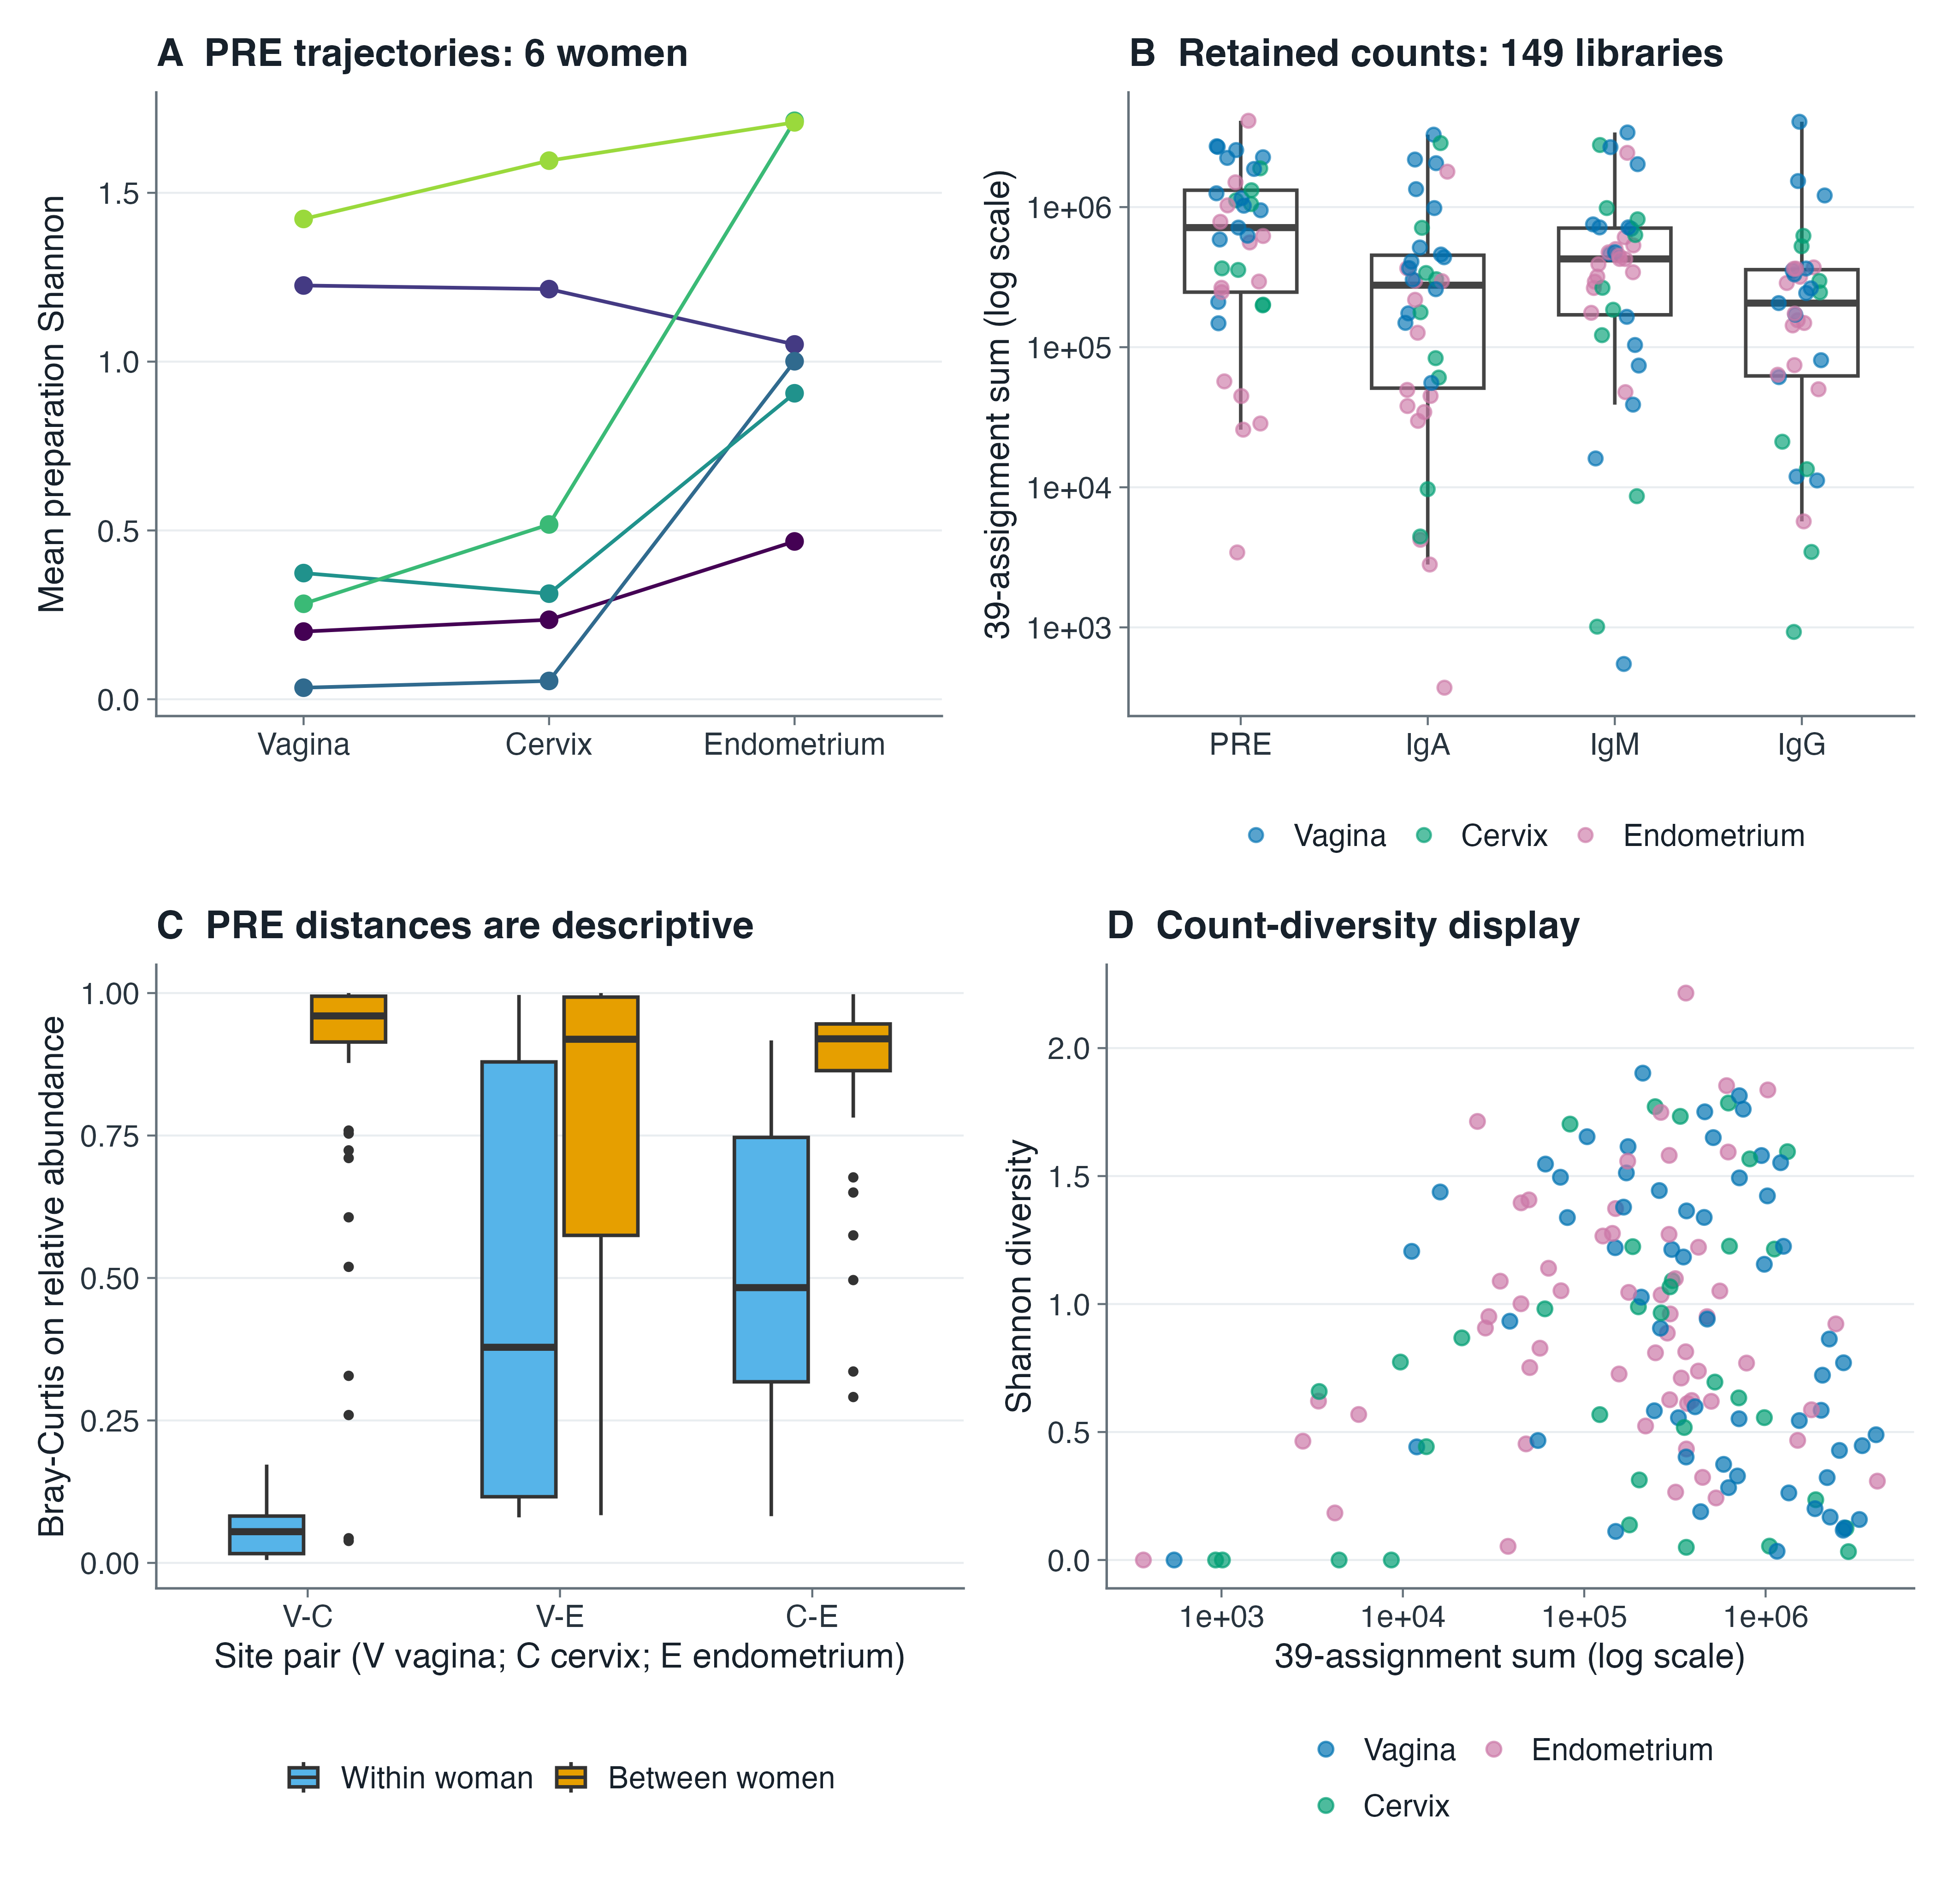 A PRE trajectories: 6 women
Mean preparation Shannon
1.5
1.0
0.5
0.0
Vagina
Cervix
Endometrium
B Retained counts: 149 libraries
39-assignment sum (log scale)
1e+06
1e+05
1e+04
1e+03
PRE
IgA
IgM
IgG
Vagina
Cervix
Endometrium
C PRE distances are descriptive
Bray-Curtis on relative abundance
1.00
0.75
0.50
0.25
0.00
V-C
V-E
C-E
Site pair (V vagina; C cervix; E endometrium)
Within woman
Between women
D Count-diversity display
Shannon diversity
2.0
1.5
1.0
0.5
0.0
1e+03
1e+04
1e+05
1e+06
39-assignment sum (log scale)
Vagina
Endometrium
Cervix